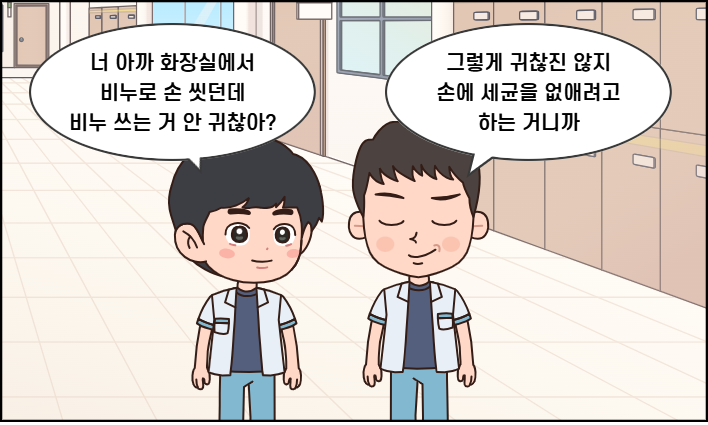 너 아까 화장실에서
비누로 손 씻던데
비누 쓰는 거 안 귀찮아?
그렇게 귀찮진 않지
손에 세균을 없애려고
하는 거니까